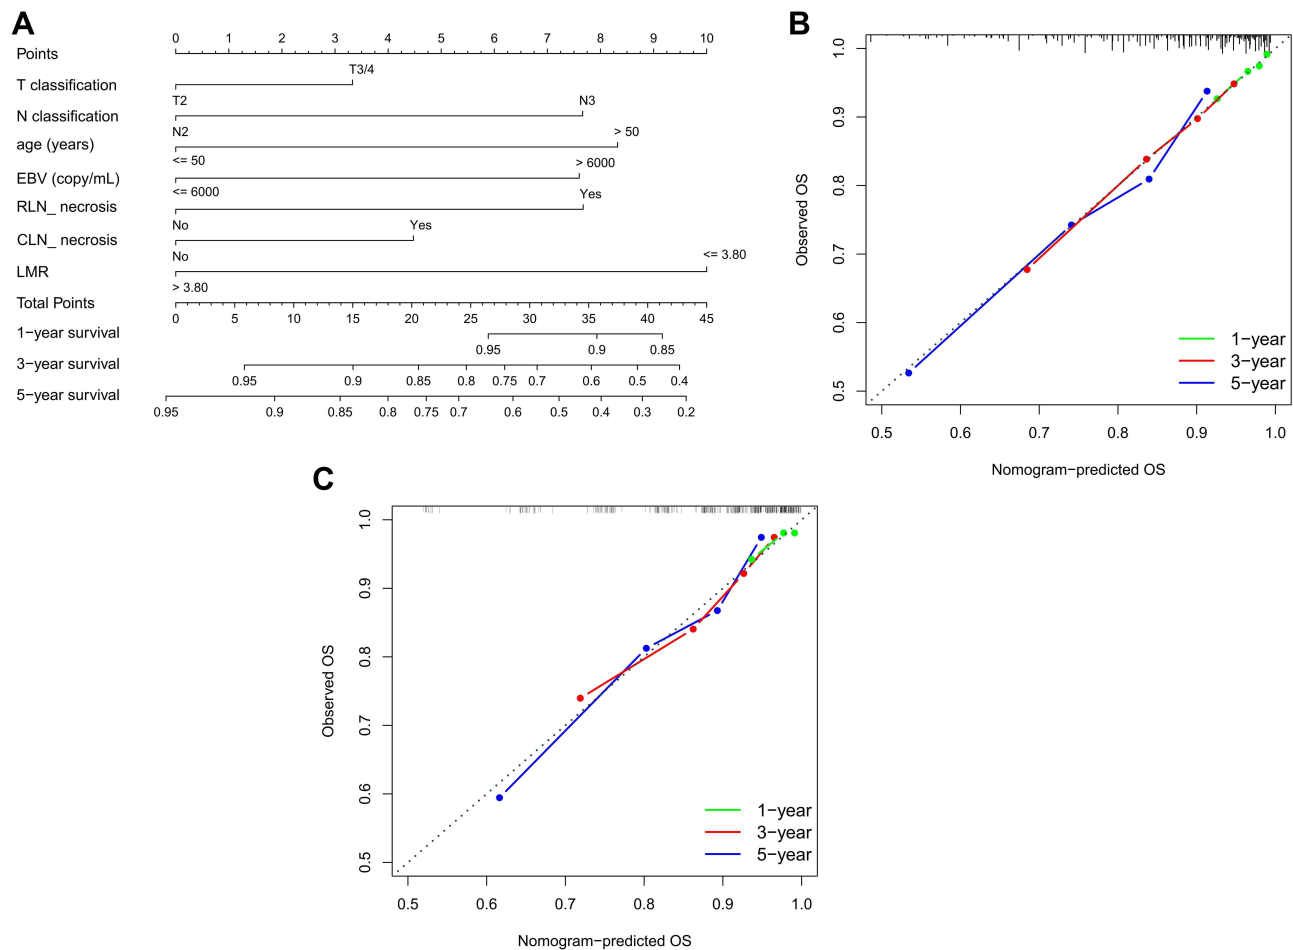 A
Points
0 1 2 3 4 5 6 7 8 9 10
T classification
T2 T3/4
N classification
N2 N3
age (years)
<= 50 > 50
EBV (copy/mL)
<= 6000 > 6000
RLN_ necrosis
No Yes
CLN_ necrosis
No Yes
LMR
> 3.80 <= 3.80
Total Points
0 5 10 15 20 25 30 35 40 45
1−year survival
0.95 0.9 0.85
3−year survival
0.95 0.9 0.85 0.8 0.75 0.7 0.6 0.5 0.4
5−year survival
0.95 0.9 0.85 0.8 0.75 0.7 0.6 0.5 0.4 0.3 0.2
B
Observed OS
1.0
0.9
0.8
0.7
0.6
0.5
1−year
3−year
5−year
0.5 0.6 0.7 0.8 0.9 1.0
Nomogram−predicted OS
C
Observed OS
1.0
0.9
0.8
0.7
0.6
0.5
1−year
3−year
5−year
0.5 0.6 0.7 0.8 0.9 1.0
Nomogram−predicted OS